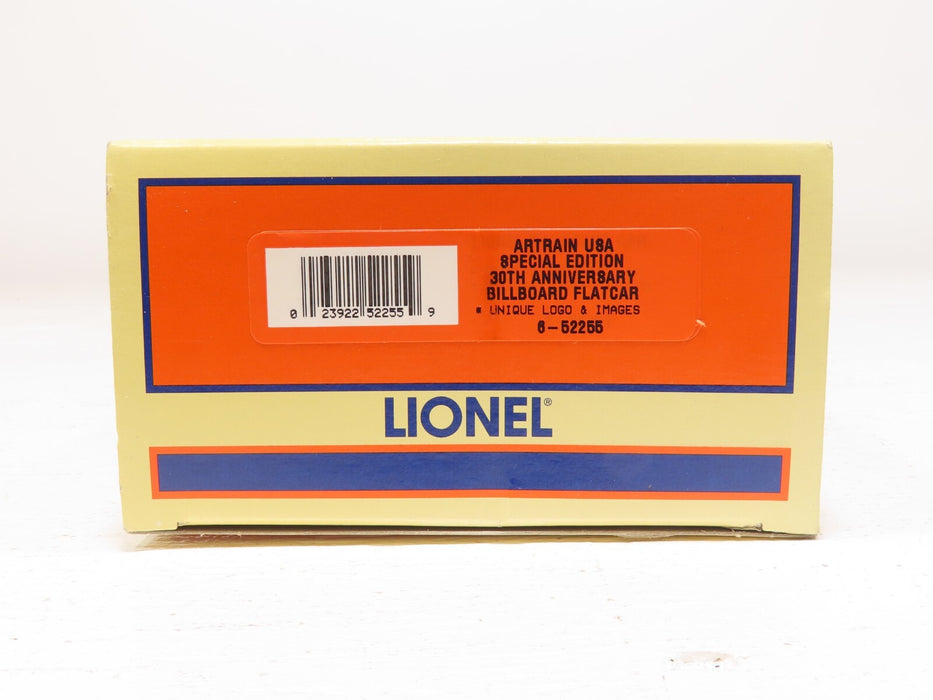 ARTRAIN USA
SPECIAL EDITION
30TH ANNIVERSARY
BILLBOARD FLATCAR
* UNIQUE LOGO & IMAGES
6-52255
0 23922 52255 9
LIONEL®